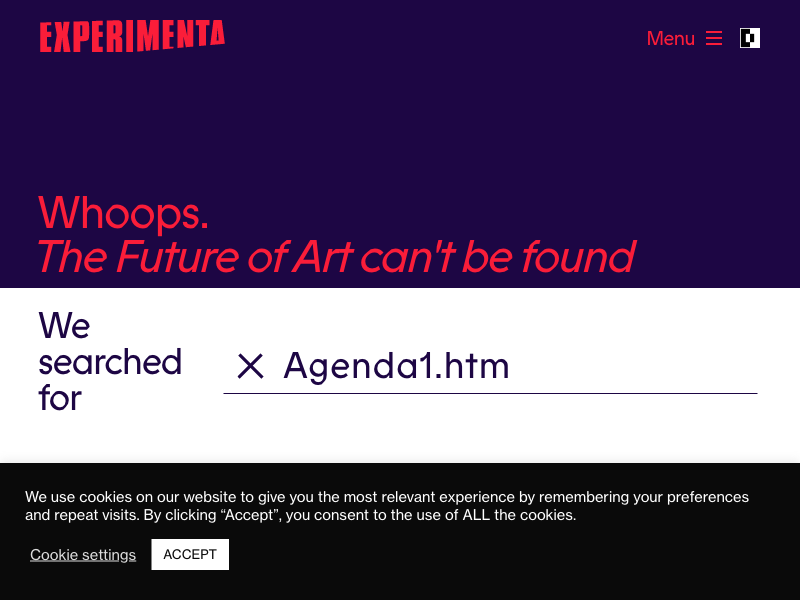 EXPERIMENTA
Menu
Whoops.
The Future of Art can't be found
We
searched
for
Agenda1.htm
We use cookies on our website to give you the most relevant experience by remembering your preferences
and repeat visits. By clicking “Accept”, you consent to the use of ALL the cookies.
Cookie settings
ACCEPT